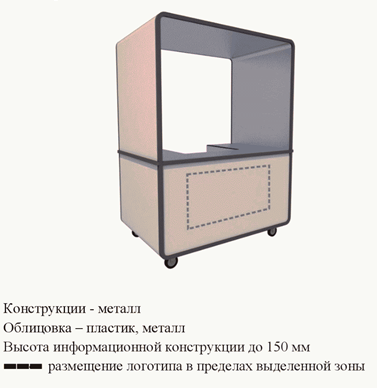 Конструкции - металл
Облицовка – пластик, металл
Высота информационной конструкции до 150 мм
размещение логотипа в пределах выделенной зоны